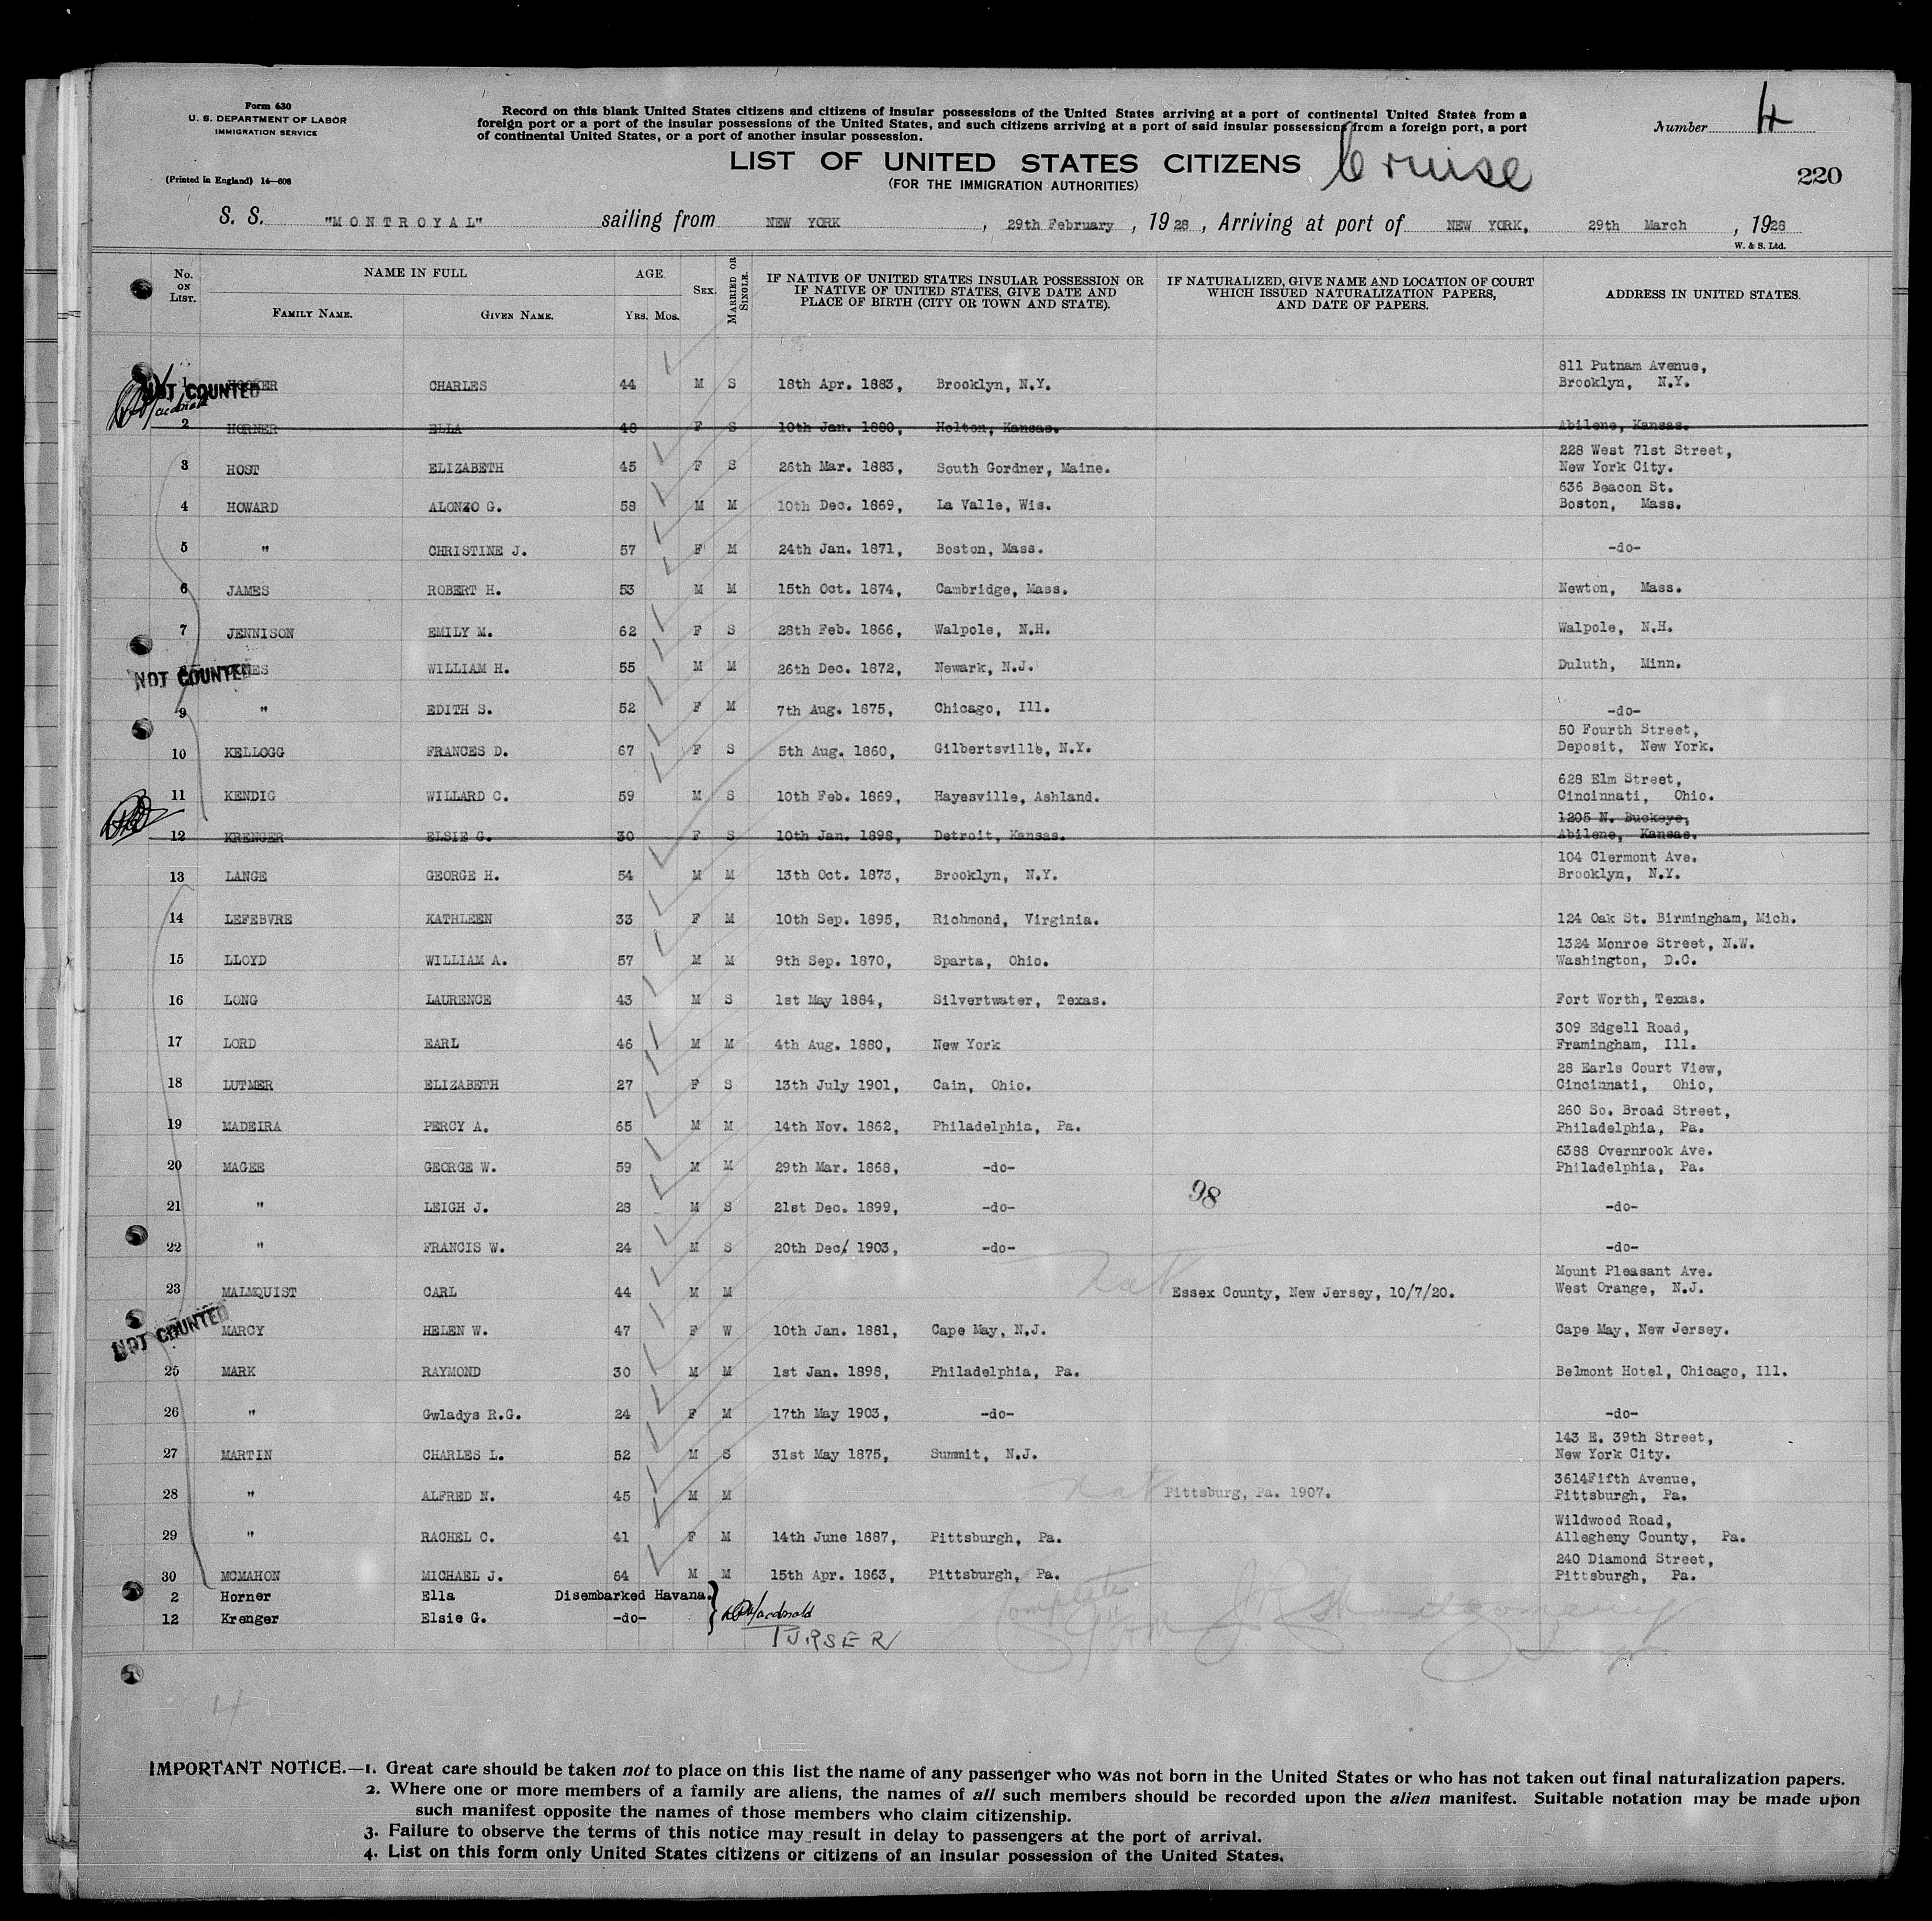 Form 630
U. S. DEPARTMENT OF LABOR
IMMIGRATION SERVICE
(Printed in England) 14—608
Record on this blank United States citizens and citizens of insular possessions of the United States arriving at a port of continental United States from a
foreign port or a port of the insular possessions of the United States, and such citizens arriving at a port of said insular possessions from a foreign port, a port
of continental United States, or a port of another insular possession.
Number 4
LIST OF UNITED STATES CITIZENS Cruise
(FOR THE IMMIGRATION AUTHORITIES)
220
S. S. "MONTROYAL" sailing from NEW YORK, 29th February, 1928, Arriving at port of NEW YORK, 29th March, 1928
W. & S. Ltd.
No. ON LIST. NAME IN FULL AGE. SEX. MARRIED OR SINGLE. IF NATIVE OF UNITED STATES INSULAR POSSESSION OR IF NATIVE OF UNITED STATES, GIVE DATE AND PLACE OF BIRTH (CITY OR TOWN AND STATE). IF NATURALIZED, GIVE NAME AND LOCATION OF COURT WHICH ISSUED NATURALIZATION PAPERS, AND DATE OF PAPERS. ADDRESS IN UNITED STATES.
FAMILY NAME. GIVEN NAME. YRS. MOS.
811 Putnam Avenue,
NOT COUNTED 1 HOOKER CHARLES 44 M S 18th Apr. 1883, Brooklyn, N.Y. Brooklyn, N.Y.
2 HORNER ELLA 48 F S 10th Jan. 1880, Holton, Kansas. Abilene, Kansas.
228 West 71st Street,
3 HOST ELIZABETH 45 F S 26th Mar. 1883, South Gordner, Maine. New York City.
636 Beacon St.
4 HOWARD ALONZO G. 58 M M 10th Dec. 1869, La Valle, Wis. Boston, Mass.
5 " CHRISTINE J. 57 F M 24th Jan. 1871, Boston, Mass. -do-
6 JAMES ROBERT H. 53 M M 15th Oct. 1874, Cambridge, Mass. Newton, Mass.
7 JENNISON EMILY M. 62 F S 28th Feb. 1866, Walpole, N.H. Walpole, N.H.
NOT COUNTED WILLIAM H. 55 M M 26th Dec. 1872, Newark, N.J. Duluth, Minn.
9 " EDITH S. 52 F M 7th Aug. 1875, Chicago, Ill. -do-
50 Fourth Street,
10 KELLOGG FRANCES D. 67 F S 5th Aug. 1860, Gilbertsville, N.Y. Deposit, New York.
628 Elm Street,
11 KENDIG WILLARD C. 59 M S 10th Feb. 1869, Hayesville, Ashland. Cincinnati, Ohio.
1205 N. Buckeye,
12 KRENGER ELSIE G. 30 F S 10th Jan. 1898, Detroit, Kansas. Abilene, Kansas.
104 Clermont Ave.
13 LANGE GEORGE H. 54 M M 13th Oct. 1873, Brooklyn, N.Y. Brooklyn, N.Y.
14 LEFEBVRE KATHLEEN 33 F M 10th Sep. 1895, Richmond, Virginia. 124 Oak St. Birmingham, Mich.
1324 Monroe Street, N.W.
15 LLOYD WILLIAM A. 57 M M 9th Sep. 1870, Sparta, Ohio. Washington, D.C.
16 LONG LAURENCE 43 M S 1st May 1884, Silvertwater, Texas. Fort Worth, Texas.
309 Edgell Road,
17 LORD EARL 46 M M 4th Aug. 1880, New York Framingham, Ill.
28 Earls Court View,
18 LUTMER ELIZABETH 27 F S 13th July 1901, Cain, Ohio. Cincinnati, Ohio,
260 So. Broad Street,
19 MADEIRA PERCY A. 65 M M 14th Nov. 1862, Philadelphia, Pa. Philadelphia, Pa.
6388 Overnrook Ave.
20 MAGEE GEORGE W. 59 M M 29th Mar. 1868, -do- Philadelphia, Pa.
98
21 " LEIGH J. 28 M S 21st Dec. 1899, -do- -do-
22 " FRANCIS W. 24 M S 20th Dec. 1903, -do- -do-
Mount Pleasant Ave.
23 MALMQUIST CARL 44 M M Nat Essex County, New Jersey, 10/7/20. West Orange, N.J.
NOT COUNTED MARCY HELEN W. 47 F W 10th Jan. 1881, Cape May, N.J. Cape May, New Jersey.
25 MARK RAYMOND 30 M M 1st Jan. 1898, Philadelphia, Pa. Belmont Hotel, Chicago, Ill.
26 " Gwladys R.G. 24 F M 17th May 1903, -do- -do-
143 E. 39th Street,
27 MARTIN CHARLES L. 52 M S 31st May 1875, Summit, N.J. New York City.
3614Fifth Avenue,
28 " ALFRED N. 45 M M Nat Pittsburg, Pa. 1907. Pittsburgh, Pa.
Wildwood Road,
29 " RACHEL C. 41 F M 14th June 1887, Pittsburgh, Pa. Allegheny County, Pa.
240 Diamond Street,
30 MCMAHON MICHAEL J. 64 M M 15th Apr. 1863, Pittsburgh, Pa. Pittsburgh, Pa.
2 Horner Ella Disembarked Havana.
12 Krenger Elsie G. -do- Macdonald
PURSER
Complete
4
IMPORTANT NOTICE.—1. Great care should be taken not to place on this list the name of any passenger who was not born in the United States or who has not taken out final naturalization papers.
2. Where one or more members of a family are aliens, the names of all such members should be recorded upon the alien manifest. Suitable notation may be made upon
such manifest opposite the names of those members who claim citizenship.
3. Failure to observe the terms of this notice may result in delay to passengers at the port of arrival.
4. List on this form only United States citizens or citizens of an insular possession of the United States.